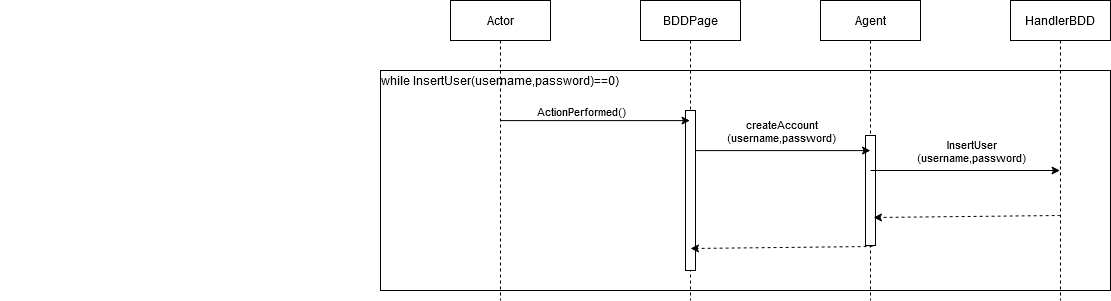 Actor
BDDPage
Agent
HandlerBDD
while InsertUser(username,password)==0)
ActionPerformed()
createAccount
(username,password)
InsertUser
(username,password)